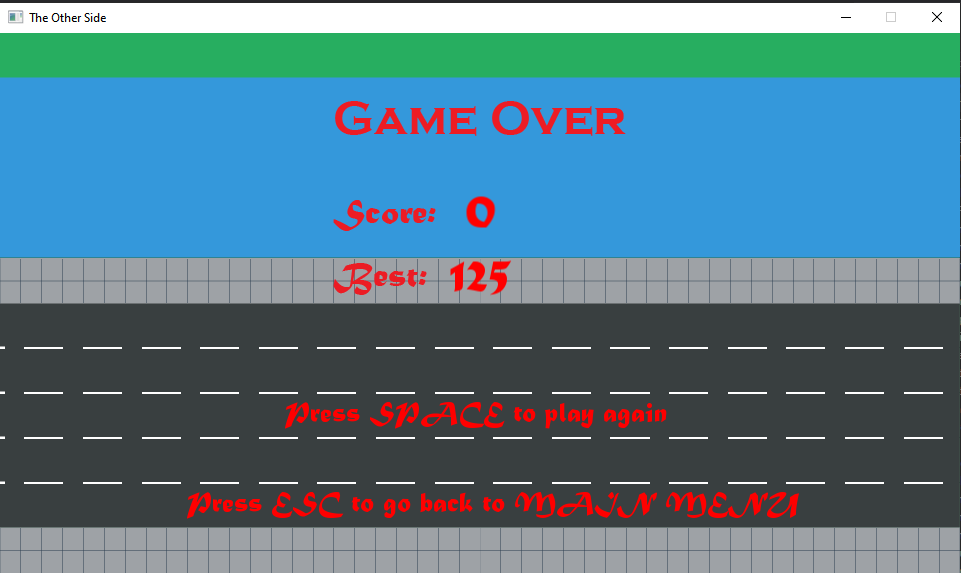 The Other Side
Game Over
Score: 0
Best: 125
Press SPACE to play again
Press ESC to go back to MAIN MENU